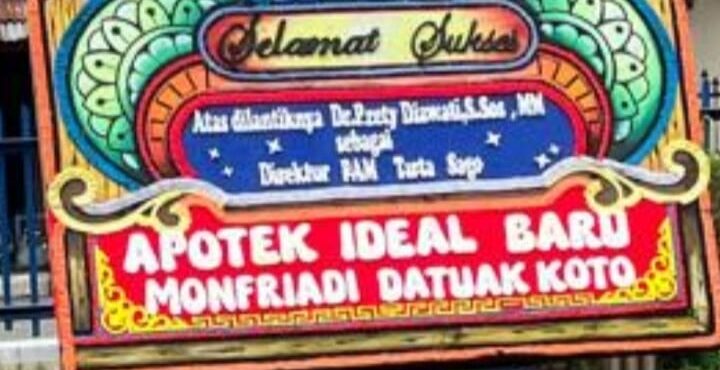 Selamat Sukses
Atas dilantiknya Dr.Prety Diawati,S.Sos , MM
sebagai
Direktur PAM Tirta Sago
APOTEK IDEAL BARU
MONFRIADI DATUAK KOTO